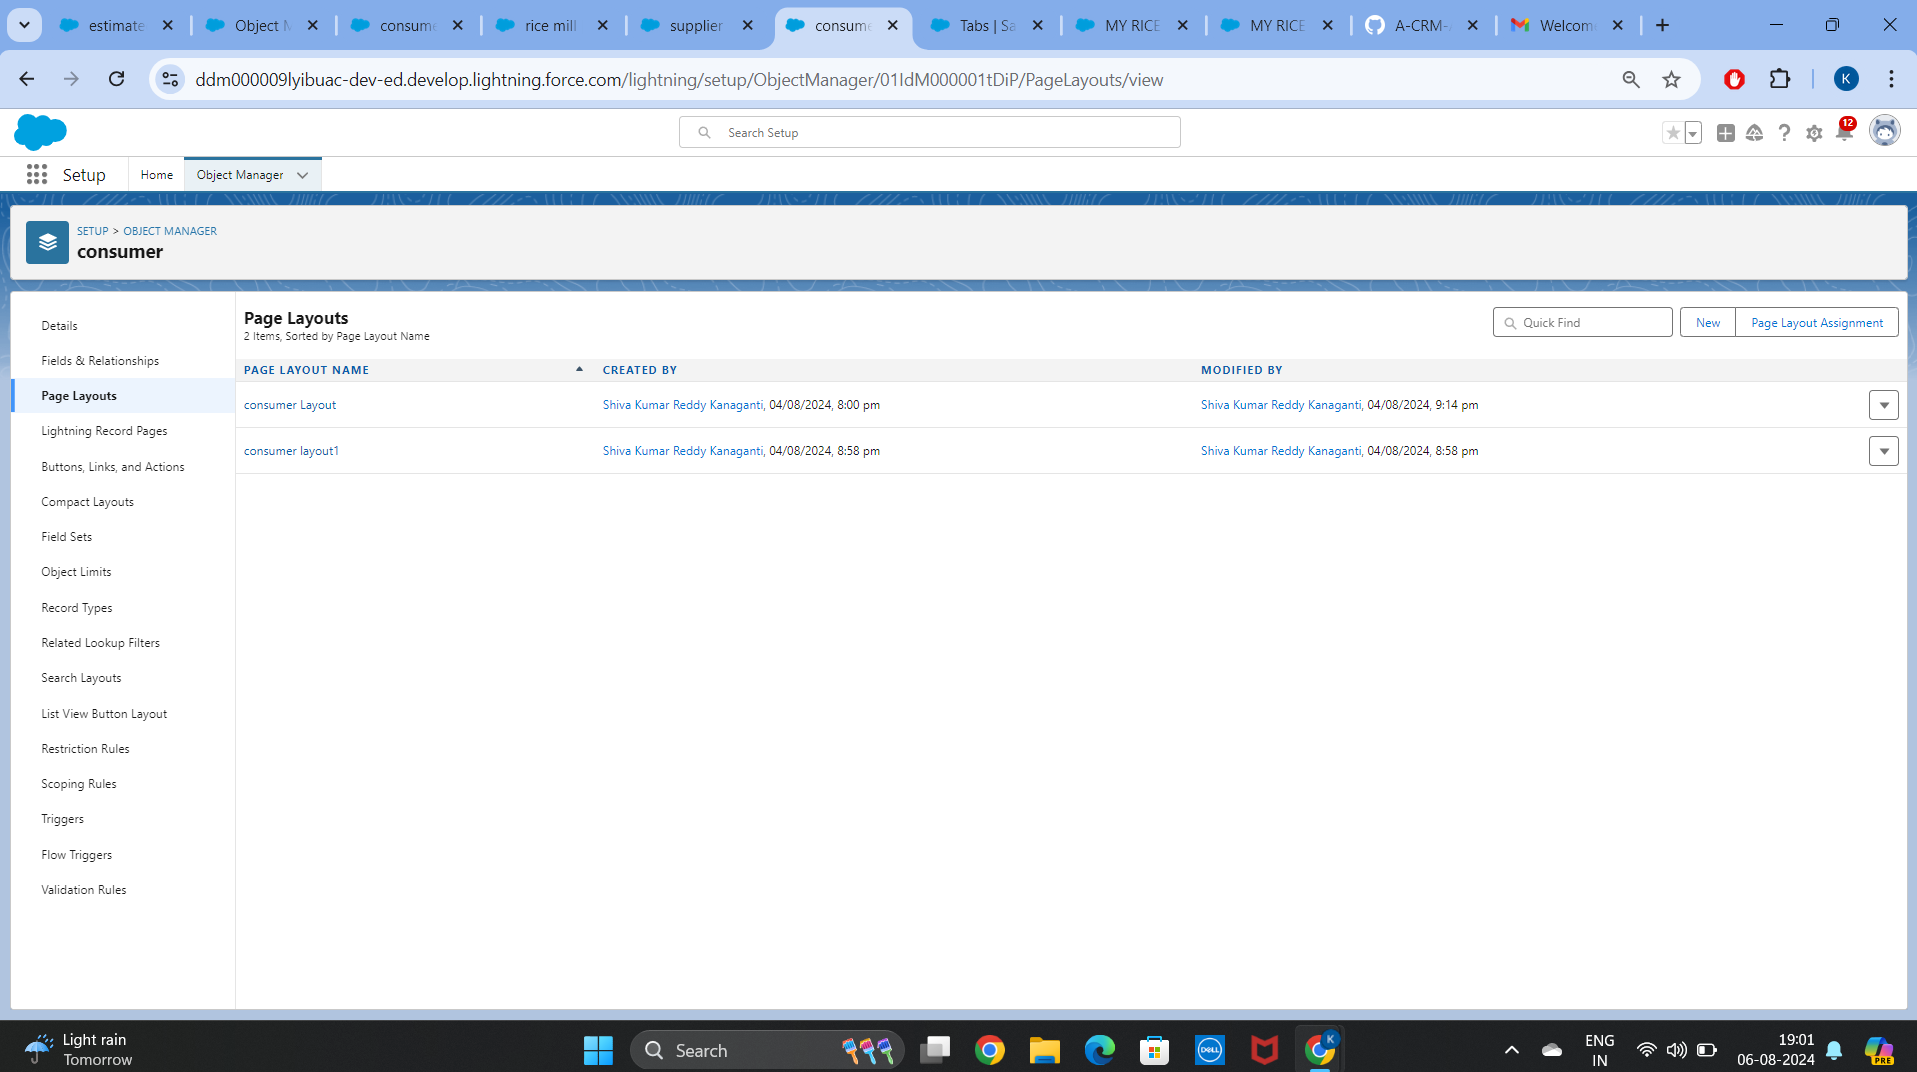 estimate
Object M
consume
rice mill
supplier
consume
Tabs | Sa
MY RICE
MY RICE
A-CRM-
Welcom
ddm000009lyibuac-dev-ed.develop.lightning.force.com/lightning/setup/ObjectManager/01IdM000001tDiP/PageLayouts/view
K
Search Setup
12
Setup
Home
Object Manager
SETUP > OBJECT MANAGER
consumer
Details
Fields & Relationships
Page Layouts
Lightning Record Pages
Buttons, Links, and Actions
Compact Layouts
Field Sets
Object Limits
Record Types
Related Lookup Filters
Search Layouts
List View Button Layout
Restriction Rules
Scoping Rules
Triggers
Flow Triggers
Validation Rules
Page Layouts
2 Items, Sorted by Page Layout Name
Quick Find
New
Page Layout Assignment
PAGE LAYOUT NAME CREATED BY MODIFIED BY
consumer Layout Shiva Kumar Reddy Kanaganti, 04/08/2024, 8:00 pm Shiva Kumar Reddy Kanaganti, 04/08/2024, 9:14 pm
consumer layout1 Shiva Kumar Reddy Kanaganti, 04/08/2024, 8:58 pm Shiva Kumar Reddy Kanaganti, 04/08/2024, 8:58 pm
Light rain
Tomorrow
Search
DELL
K
ENG
IN
19:01
06-08-2024
PRE